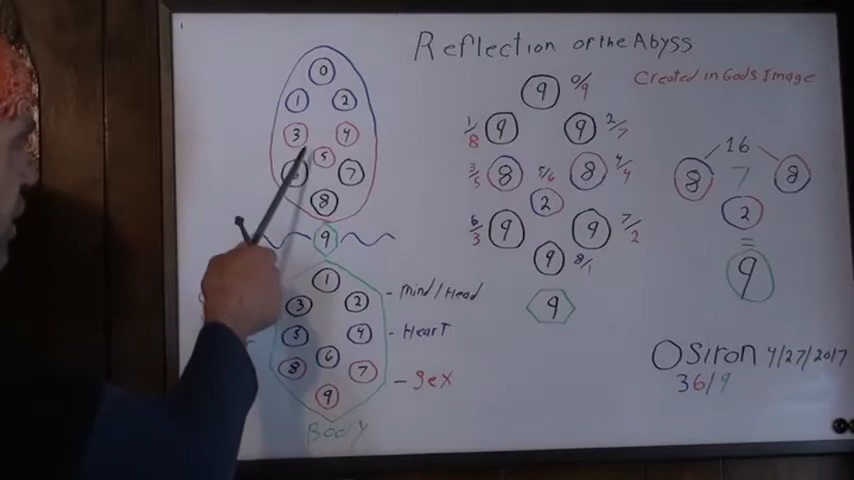 Reflection or the Abyss
Created in Gods Image
0
1 2
3 4
5
7
8
9
1
3 2
5 4
6
8 7
9
Mind/Head
Heart
Sex
Body
9 0/9
1/8 9 9 2/7
3/5 8 5/6 8 4/4
2
6/3 9 9 7/2
9 8/1
9
16
8 7 8
2
=
9
Osiron 4/27/2017
36/9